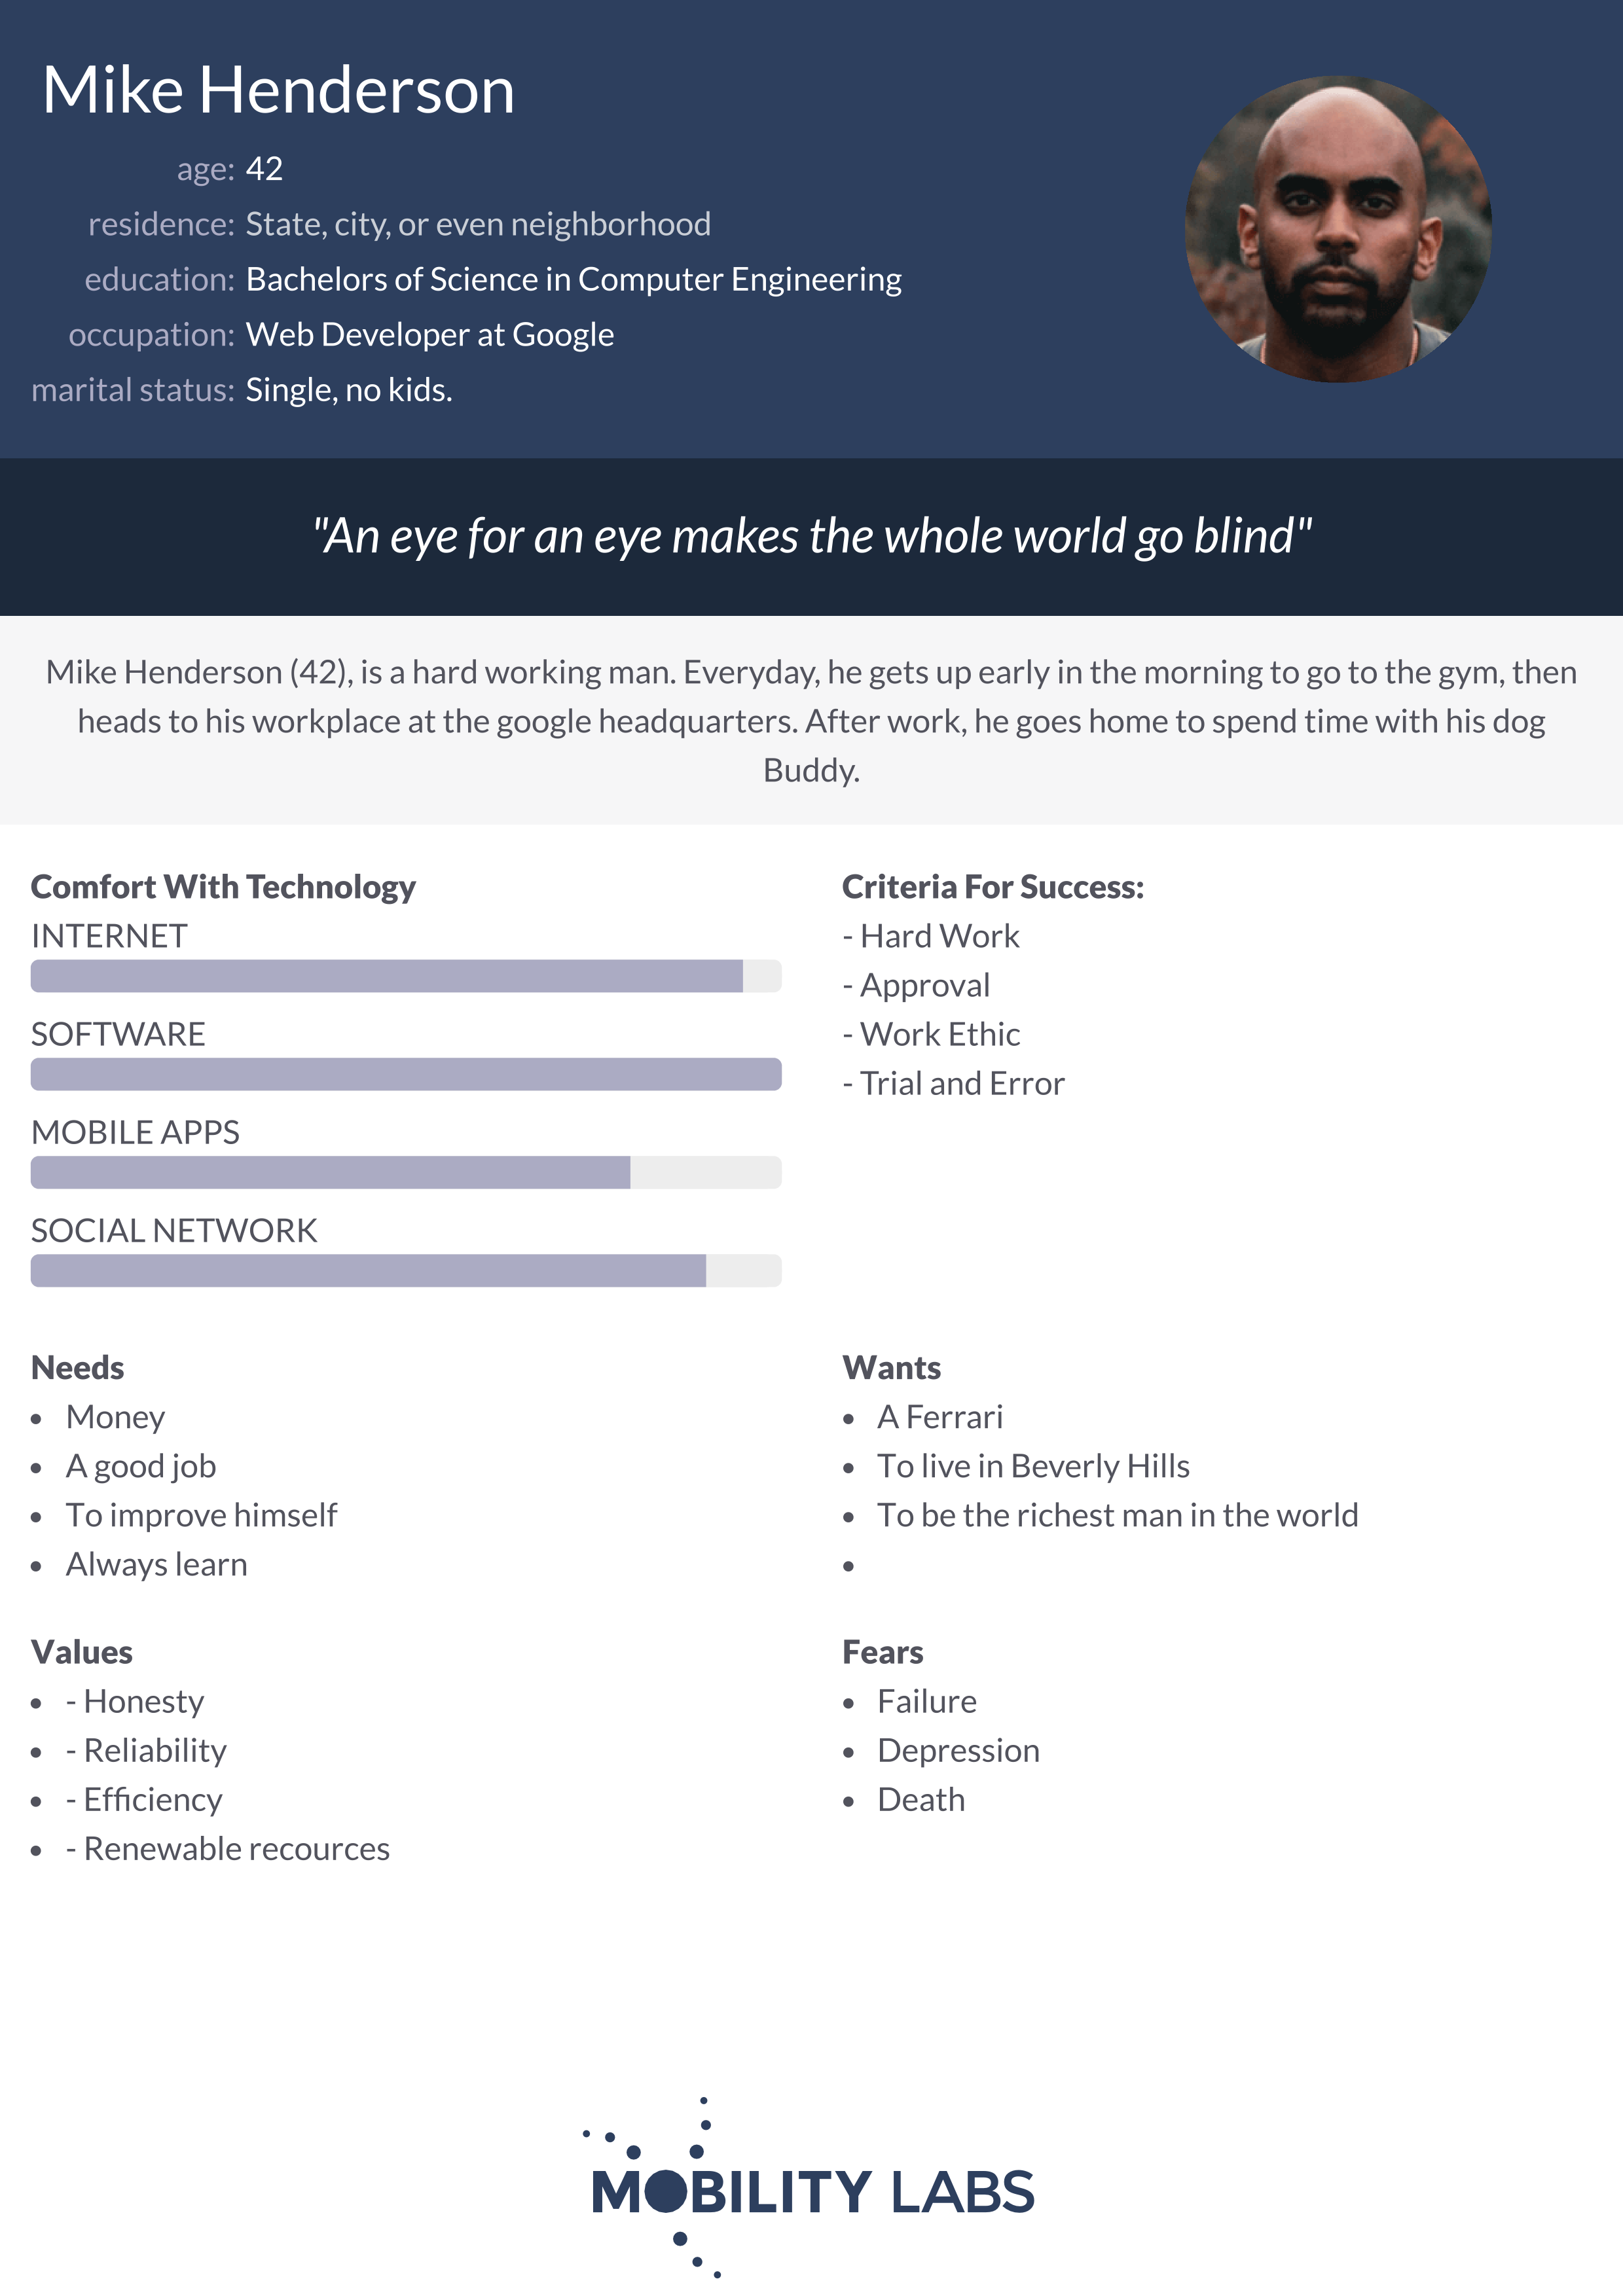 Mike Henderson
age: 42
residence: State, city, or even neighborhood
education: Bachelors of Science in Computer Engineering
occupation: Web Developer at Google
marital status: Single, no kids.
"An eye for an eye makes the whole world go blind"
Mike Henderson (42), is a hard working man. Everyday, he gets up early in the morning to go to the gym, then
heads to his workplace at the google headquarters. After work, he goes home to spend time with his dog
Buddy.
Comfort With Technology
INTERNET
SOFTWARE
MOBILE APPS
SOCIAL NETWORK
Criteria For Success:
- Hard Work
- Approval
- Work Ethic
- Trial and Error
Needs
• Money
• A good job
• To improve himself
• Always learn
Wants
• A Ferrari
• To live in Beverly Hills
• To be the richest man in the world
•
Values
• - Honesty
• - Reliability
• - Efficiency
• - Renewable recources
Fears
• Failure
• Depression
• Death
MOBILITY LABS